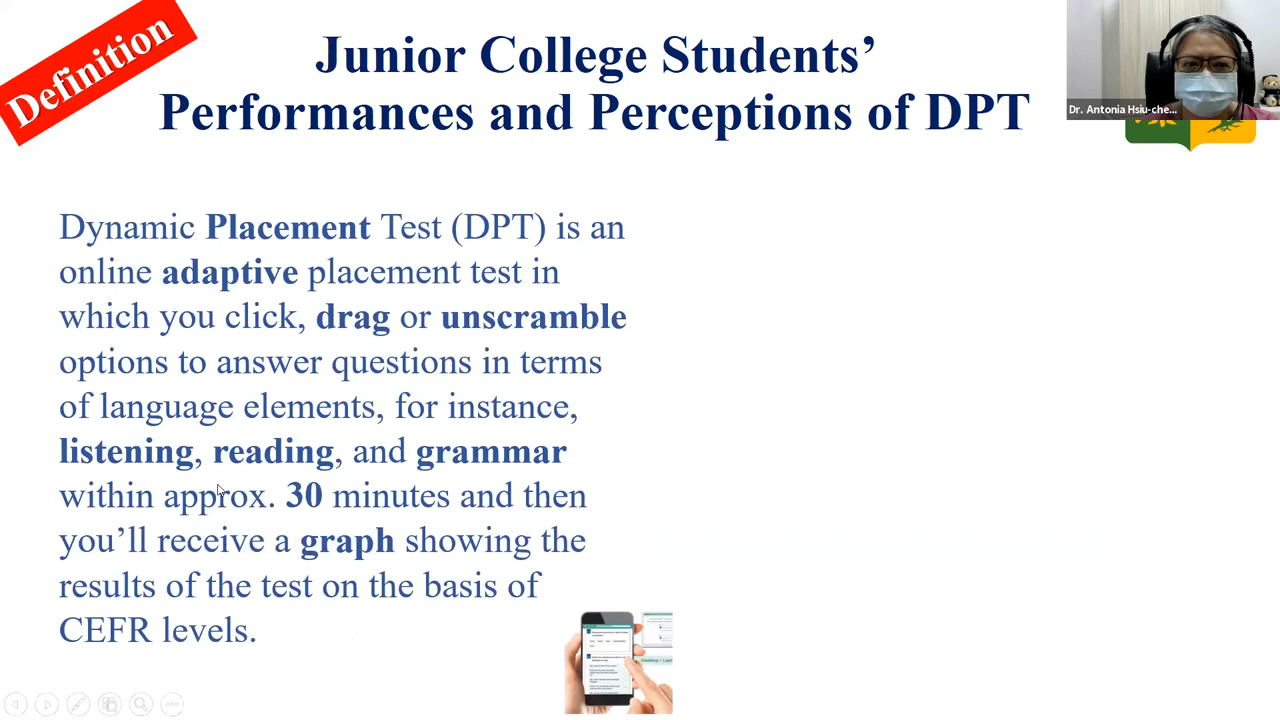 Definition
Junior College Students’
Performances and Perceptions of DPT
Dr. Antonia Hsiu-che...
Dynamic Placement Test (DPT) is an
online adaptive placement test in
which you click, drag or unscramble
options to answer questions in terms
of language elements, for instance,
listening, reading, and grammar
within approx. 30 minutes and then
you’ll receive a graph showing the
results of the test on the basis of
CEFR levels.